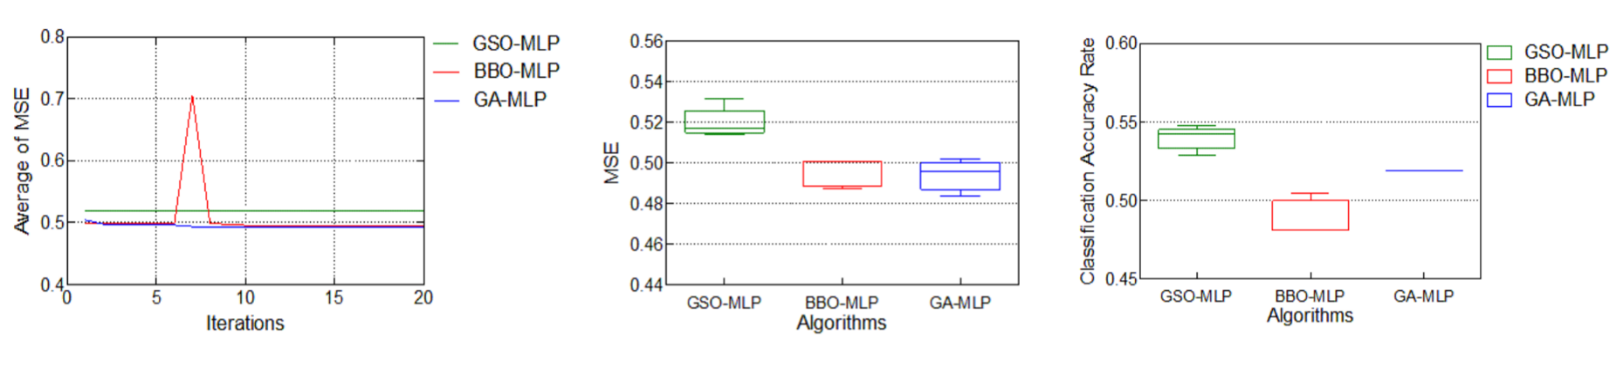 Average of MSE
0.8
0.7
0.6
0.5
0.4
0 5 10 15 20
Iterations
GSO-MLP
BBO-MLP
GA-MLP
MSE
0.56
0.54
0.52
0.50
0.48
0.46
0.44
GSO-MLP BBO-MLP GA-MLP
Algorithms
Classification Accuracy Rate
0.60
0.55
0.50
0.45
GSO-MLP BBO-MLP GA-MLP
Algorithms
GSO-MLP
BBO-MLP
GA-MLP